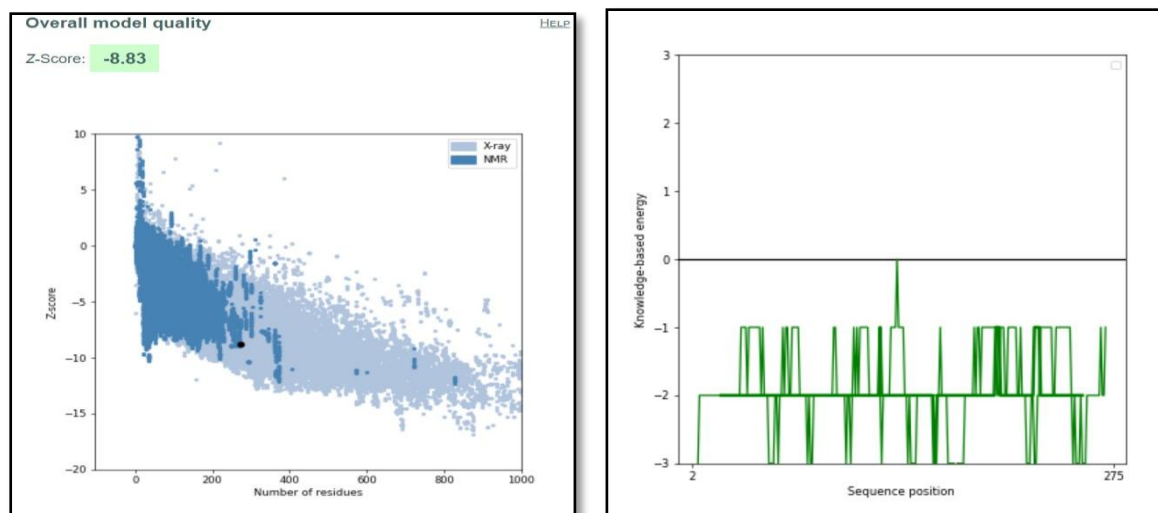 Overall model quality
HELP
Z-Score: -8.83
X-ray
NMR
Z-score
10
5
0
−5
−10
−15
−20
0 200 400 600 800 1000
Number of residues
Knowledge-based energy
3
2
1
0
−1
−2
−3
2 275
Sequence position